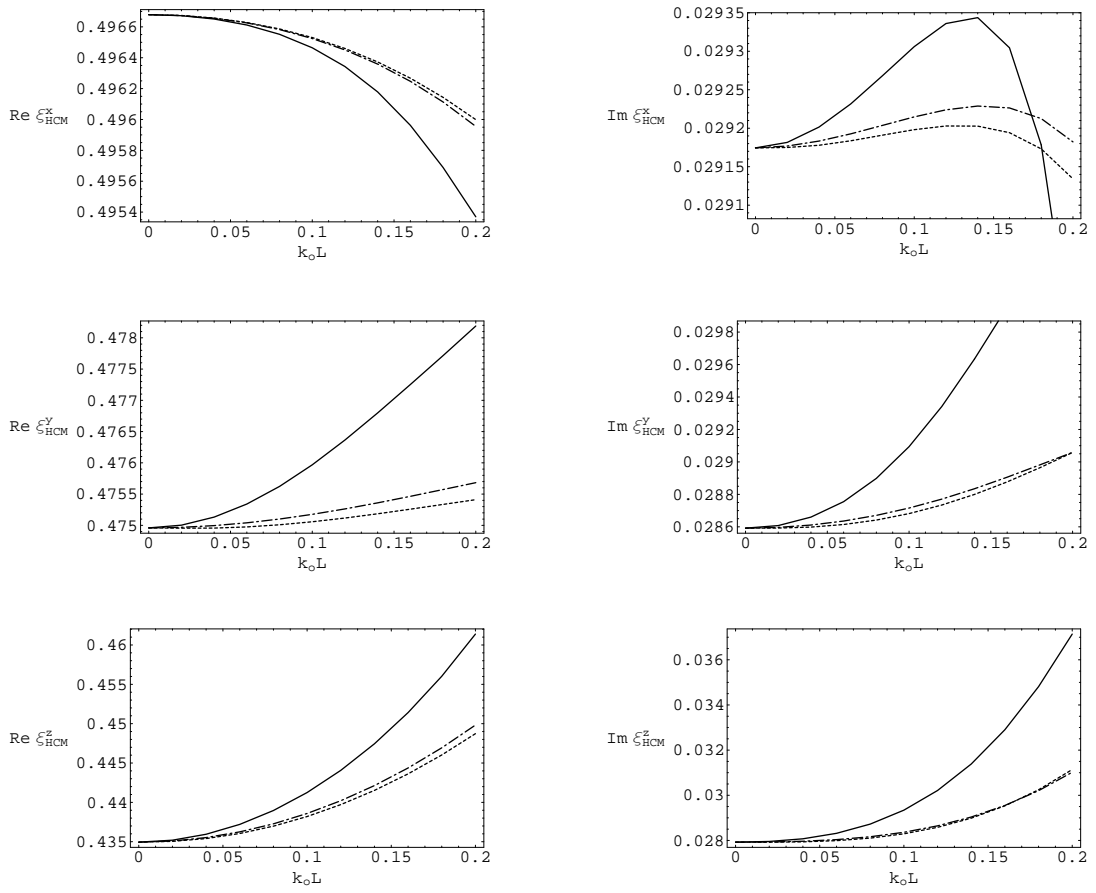 0.4966
0.4964
0.4962
0.496
0.4958
0.4956
0.4954
Re ξ^x_HCM
0 0.05 0.1 0.15 0.2
k_oL
0.02935
0.0293
0.02925
0.0292
0.02915
0.0291
Im ξ^x_HCM
0 0.05 0.1 0.15 0.2
k_oL
0.478
0.4775
0.477
0.4765
0.476
0.4755
0.475
Re ξ^y_HCM
0 0.05 0.1 0.15 0.2
k_oL
0.0298
0.0296
0.0294
0.0292
0.029
0.0288
0.0286
Im ξ^y_HCM
0 0.05 0.1 0.15 0.2
k_oL
0.46
0.455
0.45
0.445
0.44
0.435
Re ξ^z_HCM
0 0.05 0.1 0.15 0.2
k_oL
0.036
0.034
0.032
0.03
0.028
Im ξ^z_HCM
0 0.05 0.1 0.15 0.2
k_oL